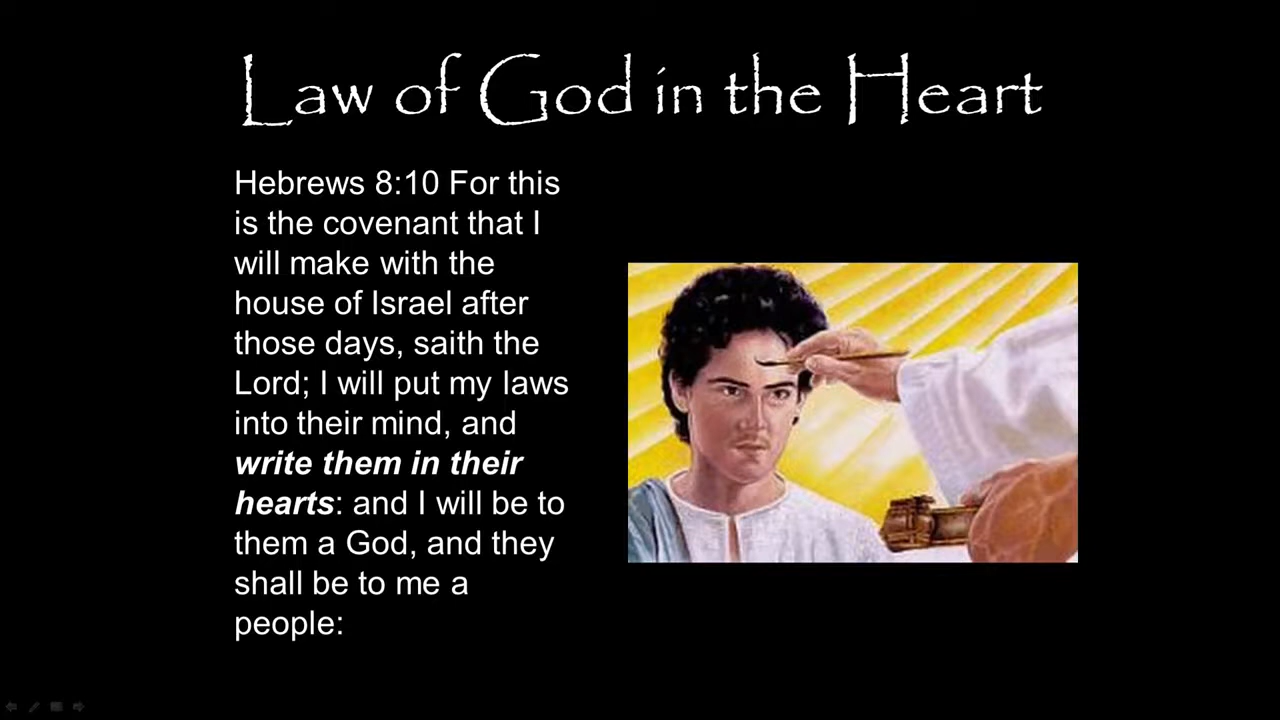 Law of God in the Heart
Hebrews 8:10 For this
is the covenant that I
will make with the
house of Israel after
those days, saith the
Lord; I will put my laws
into their mind, and
write them in their
hearts: and I will be to
them a God, and they
shall be to me a
people: